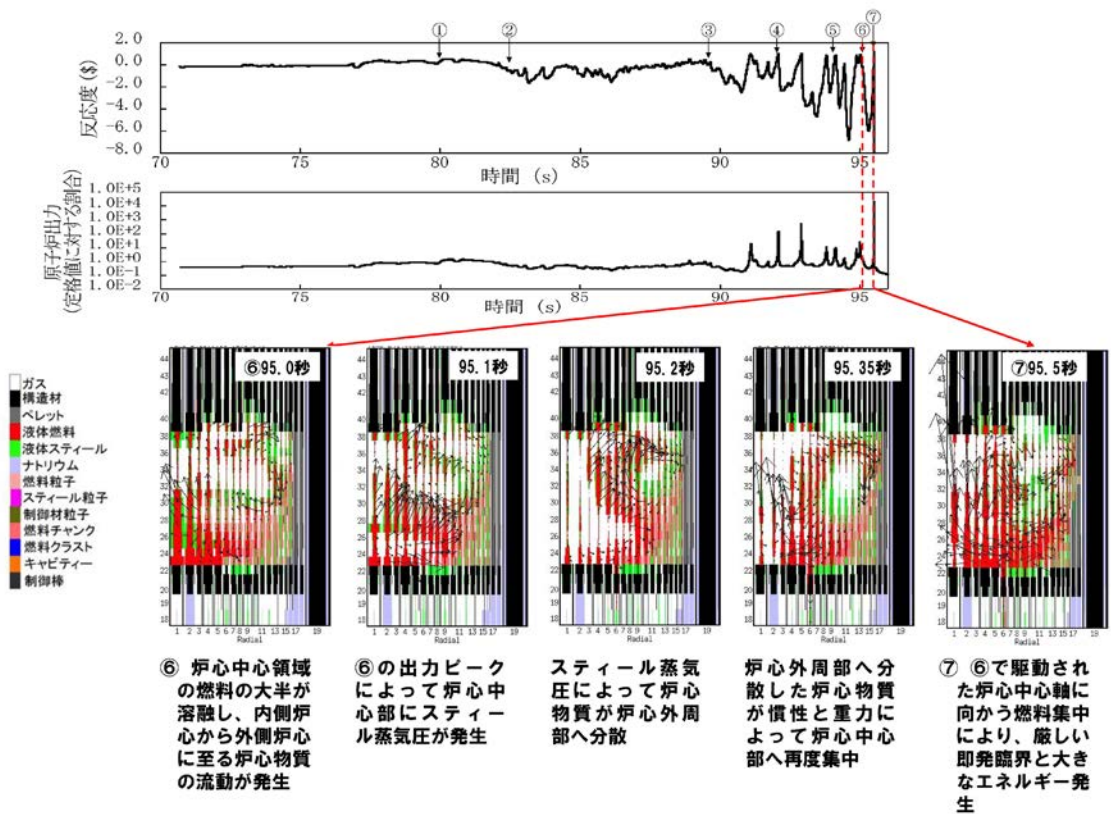 ① ② ③ ④ ⑤ ⑥ ⑦
反応度($)
2.0
0.0
-2.0
-4.0
-6.0
-8.0
70 75 80 85 90 95
時間 (s)
原子炉出力
(定格値に対する割合)
1.0E+5
1.0E+4
1.0E+3
1.0E+2
1.0E+1
1.0E+0
1.0E-1
1.0E-2
70 75 80 85 90 95
時間 (s)
ガス
構造材
ペレット
液体燃料
液体スティール
ナトリウム
燃料粒子
スティール粒子
制御材粒子
燃料チャンク
燃料クラスト
キャビティー
制御棒
⑥95.0秒
95.1秒
95.2秒
95.35秒
⑦95.5秒
Radial
Radial
Radial
Radial
Radial
⑥ 炉心中心領域
の燃料の大半が
溶融し、内側炉
心から外側炉心
に至る炉心物質
の流動が発生
⑥の出力ピーク
によって炉心中
心部にスティー
ル蒸気圧が発生
スティール蒸気
圧によって炉心
物質が炉心外周
部へ分散
炉心外周部へ分
散した炉心物質
が慣性と重力に
よって炉心中心
部へ再度集中
⑦ ⑥で駆動され
た炉心中心軸に
向かう燃料集中
により、厳しい
即発臨界と大き
なエネルギー発
生